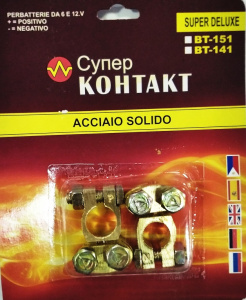 PERBATTERIE DA 6 E 12.V
+ = POSITIVO
- = NEGATIVO
SUPER DELUXE
BT-151
BT-141
Супер
КОНТАКТ
ACCIAIO SOLIDO